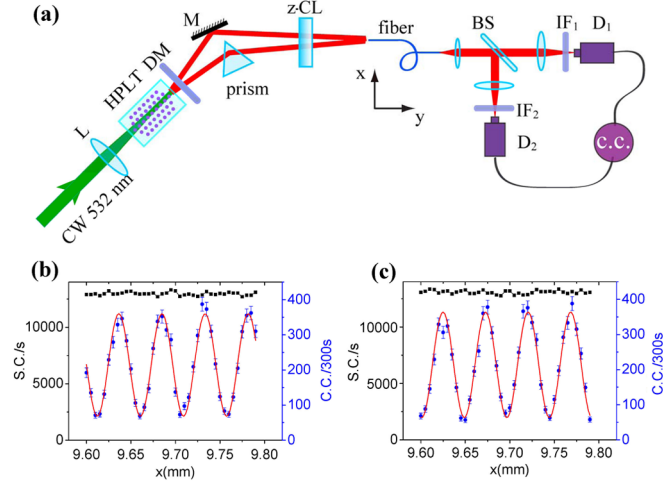 (a)
M
z-CL
HPLT DM
prism
L
CW 532 nm
fiber
BS
IF₁
D₁
x
y
IF₂
D₂
c.c.
(b)
10000
5000
0
S.C./s
400
300
200
100
0
C.C./300s
9.60 9.65 9.70 9.75 9.80
x(mm)
(c)
10000
5000
0
S.C./s
400
300
200
100
0
C.C./300s
9.60 9.65 9.70 9.75 9.80
x(mm)